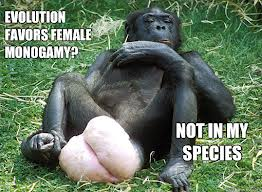 EVOLUTION
FAVORS FEMALE
MONOGAMY?
NOT IN MY
SPECIES